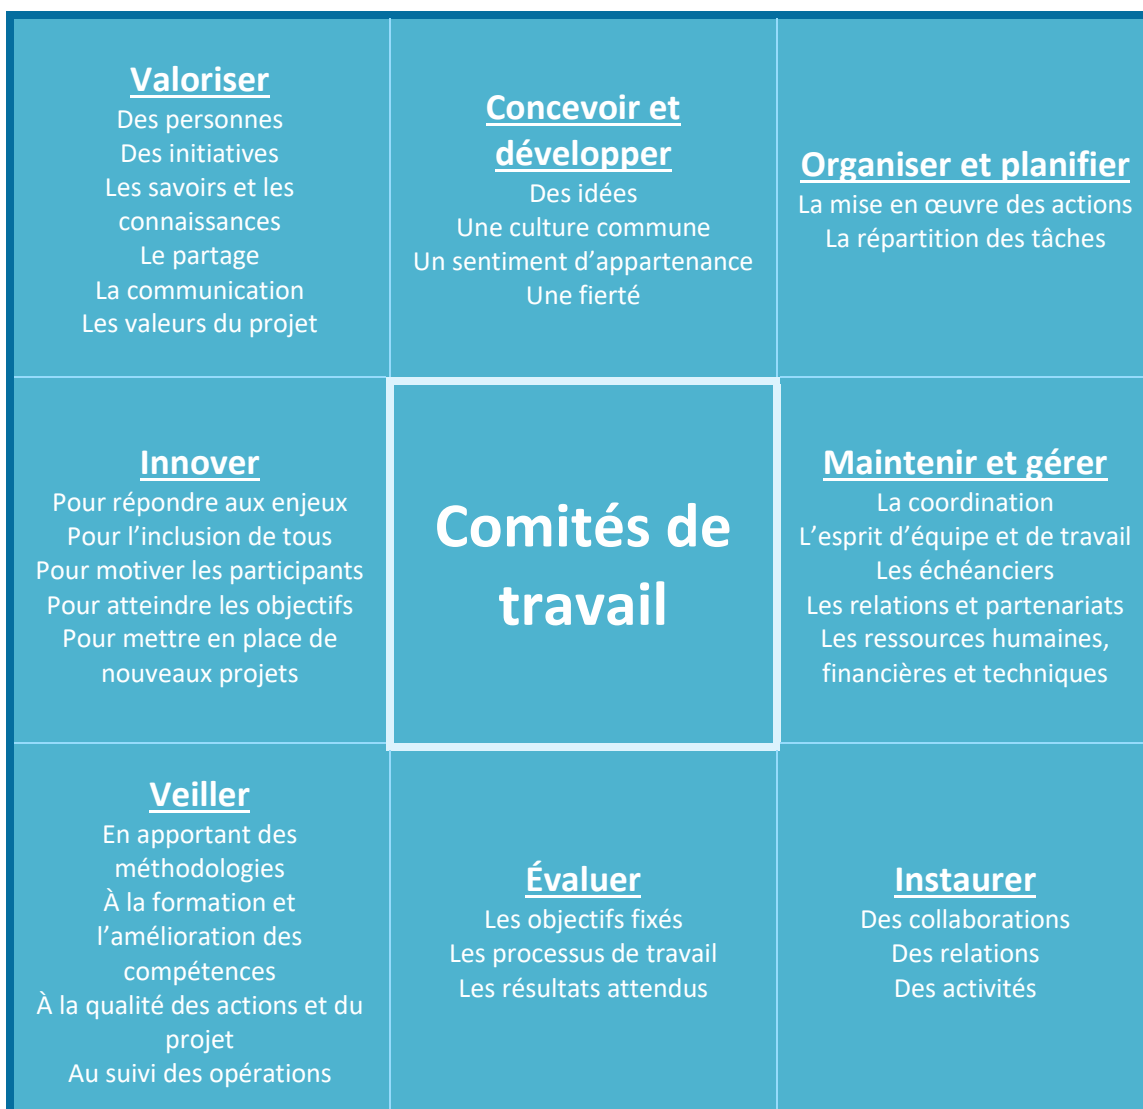 Valoriser
Des personnes
Des initiatives
Les savoirs et les
connaissances
Le partage
La communication
Les valeurs du projet
Concevoir et
développer
Des idées
Une culture commune
Un sentiment d’appartenance
Une fierté
Organiser et planifier
La mise en œuvre des actions
La répartition des tâches
Innover
Pour répondre aux enjeux
Pour l’inclusion de tous
Pour motiver les participants
Pour atteindre les objectifs
Pour mettre en place de
nouveaux projets
Comités de
travail
Maintenir et gérer
La coordination
L’esprit d’équipe et de travail
Les échéanciers
Les relations et partenariats
Les ressources humaines,
financières et techniques
Veiller
En apportant des
méthodologies
À la formation et
l’amélioration des
compétences
À la qualité des actions et du
projet
Au suivi des opérations
Évaluer
Les objectifs fixés
Les processus de travail
Les résultats attendus
Instaurer
Des collaborations
Des relations
Des activités